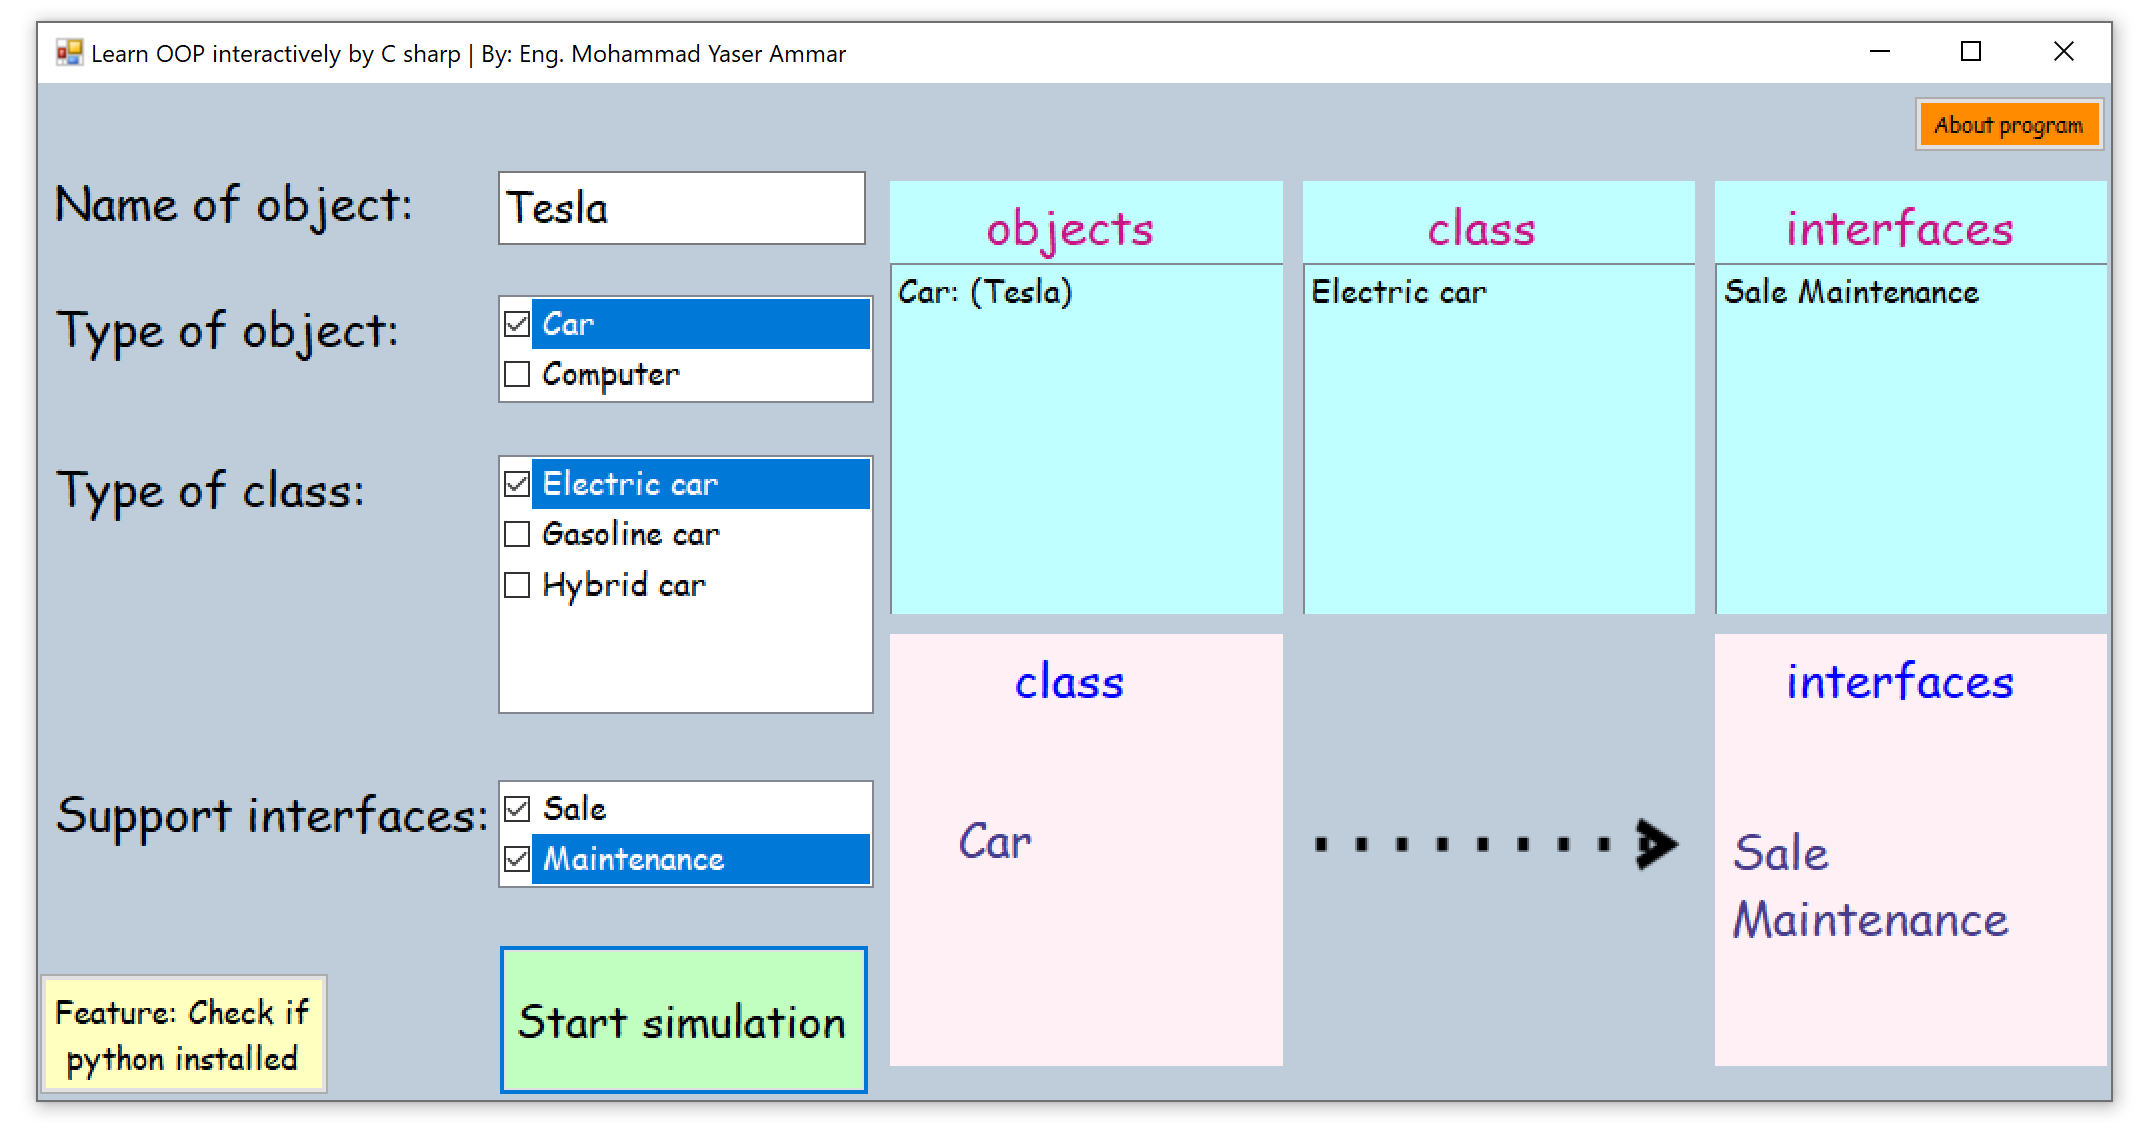 Learn OOP interactively by C sharp | By: Eng. Mohammad Yaser Ammar
About program
Name of object:
Tesla
Type of object:
Car
Computer
Type of class:
Electric car
Gasoline car
Hybrid car
Support interfaces:
Sale
Maintenance
Feature: Check if
python installed
Start simulation
objects
Car: (Tesla)
class
Electric car
interfaces
Sale Maintenance
class
Car
interfaces
Sale
Maintenance